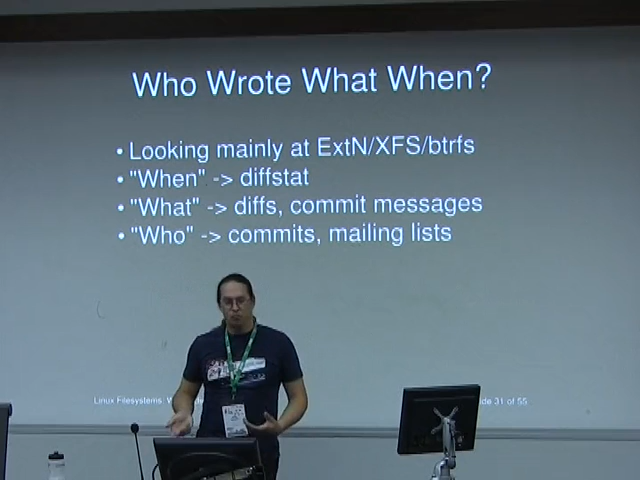 Who Wrote What When?
• Looking mainly at ExtN/XFS/btrfs
• "When" -> diffstat
• "What" -> diffs, commit messages
• "Who" -> commits, mailing lists
Linux Filesystems: 31 of 55